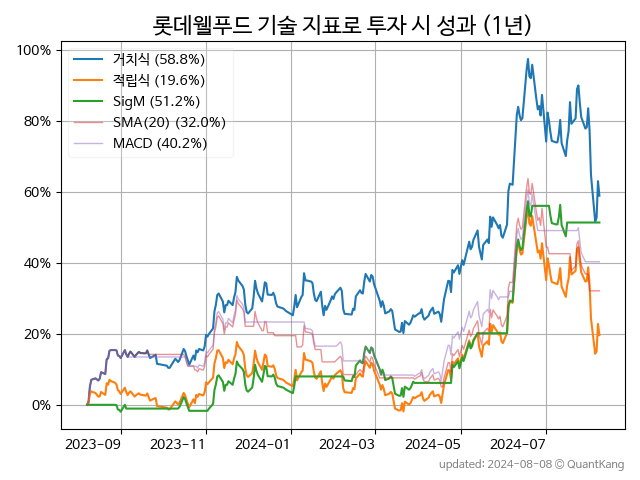 롯데웰푸드 기술 지표로 투자 시 성과 (1년)
거치식 (58.8%)
적립식 (19.6%)
SigM (51.2%)
SMA(20) (32.0%)
MACD (40.2%)
100%
80%
60%
40%
20%
0%
2023-09 2023-11 2024-01 2024-03 2024-05 2024-07
updated: 2024-08-08 © QuantKang